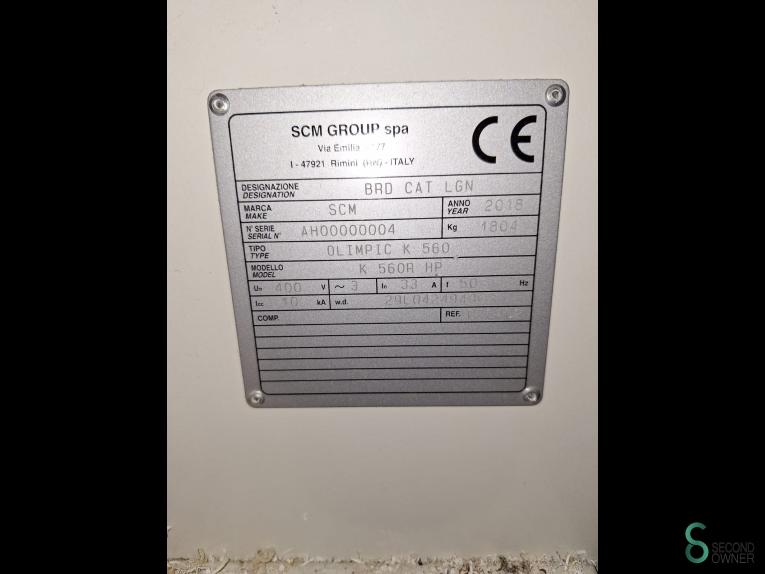 SCM GROUP spa
Via Emilia 77
I - 47921 Rimini (RN) - ITALY
CE
DESIGNAZIONE
DESIGNATION BRD CAT LGN
MARCA
MAKE SCM ANNO
YEAR 2018
N° SERIE
SERIAL N° AH00000004 Kg 1804
TIPO
TYPE OLIMPIC K 560
MODELLO
MODEL K 560R HP
Un 400 V ~ 3 In 33 A f 50 Hz
Icc 10 kA w.d.
COMP. REF.
SECOND
OWNER